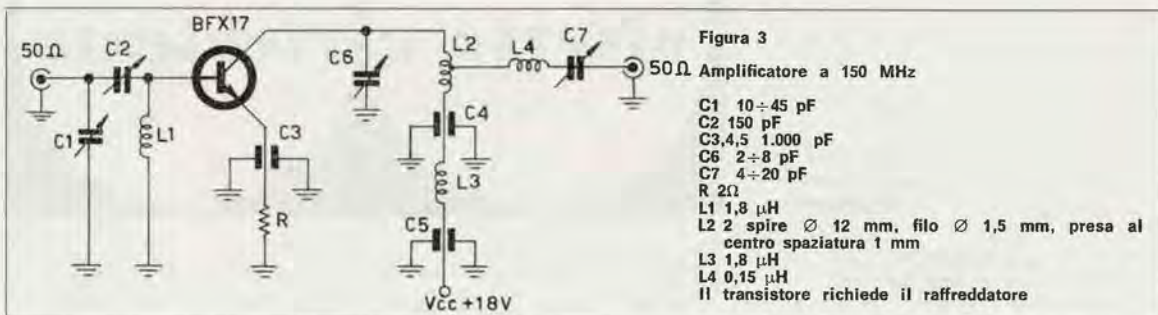 BFX17
50Ω
C2
C1
L1
C3
R
C6
L2
L4
C7
50Ω
C4
L3
C5
Vcc +18V
Figura 3
Amplificatore a 150 MHz
C1 10÷45 pF
C2 150 pF
C3,4,5 1.000 pF
C6 2÷8 pF
C7 4÷20 pF
R 2Ω
L1 1,8 μH
L2 2 spire Ø 12 mm, filo Ø 1,5 mm, presa al
centro spaziatura 1 mm
L3 1,8 μH
L4 0,15 μH
Il transistore richiede il raffreddatore